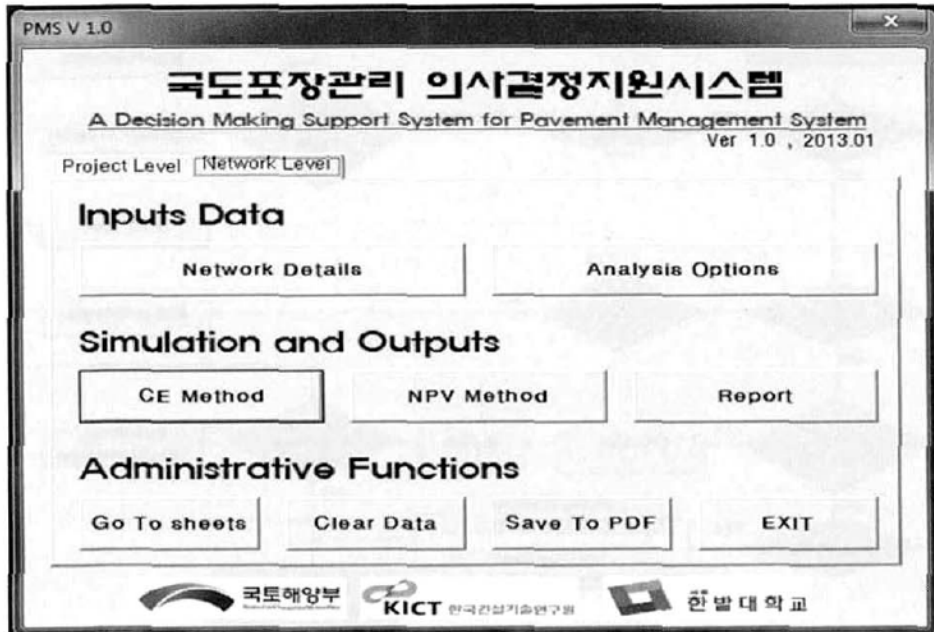 PMS V 1.0
국도포장관리 의사결정지원시스템
A Decision Making Support System for Pavement Management System
Ver 1.0 , 2013.01
Project Level Network Level
Inputs Data
Network Details Analysis Options
Simulation and Outputs
CE Method NPV Method Report
Administrative Functions
Go To sheets Clear Data Save To PDF EXIT
국토해양부 KICT 한국건설기술연구원 한밭대학교